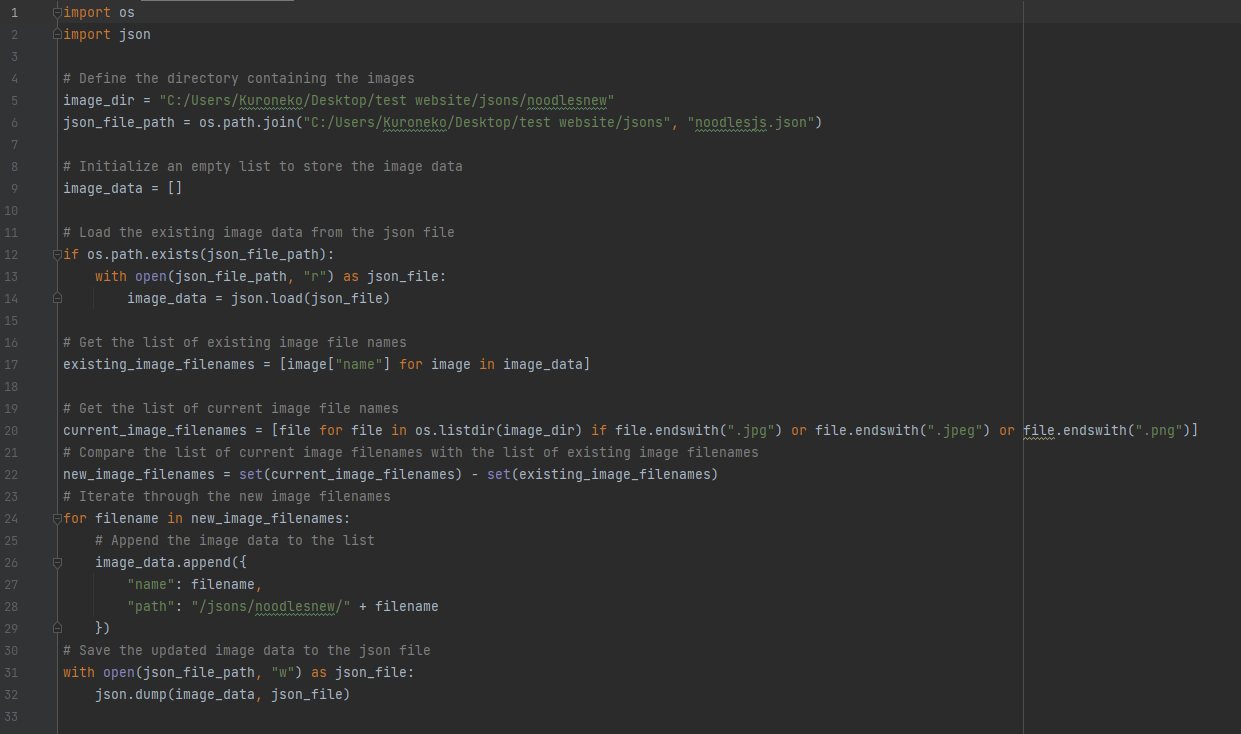 1 import os
2 import json
3
4 # Define the directory containing the images
5 image_dir = "C:/Users/Kuroneko/Desktop/test website/jsons/noodlesnew"
6 json_file_path = os.path.join("C:/Users/Kuroneko/Desktop/test website/jsons", "noodlesjs.json")
7
8 # Initialize an empty list to store the image data
9 image_data = []
10
11 # Load the existing image data from the json file
12 if os.path.exists(json_file_path):
13     with open(json_file_path, "r") as json_file:
14         image_data = json.load(json_file)
15
16 # Get the list of existing image file names
17 existing_image_filenames = [image["name"] for image in image_data]
18
19 # Get the list of current image file names
20 current_image_filenames = [file for file in os.listdir(image_dir) if file.endswith(".jpg") or file.endswith(".jpeg") or file.endswith(".png")]
21 # Compare the list of current image filenames with the list of existing image filenames
22 new_image_filenames = set(current_image_filenames) - set(existing_image_filenames)
23 # Iterate through the new image filenames
24 for filename in new_image_filenames:
25     # Append the image data to the list
26     image_data.append({
27         "name": filename,
28         "path": "/jsons/noodlesnew/" + filename
29     })
30 # Save the updated image data to the json file
31 with open(json_file_path, "w") as json_file:
32     json.dump(image_data, json_file)
33